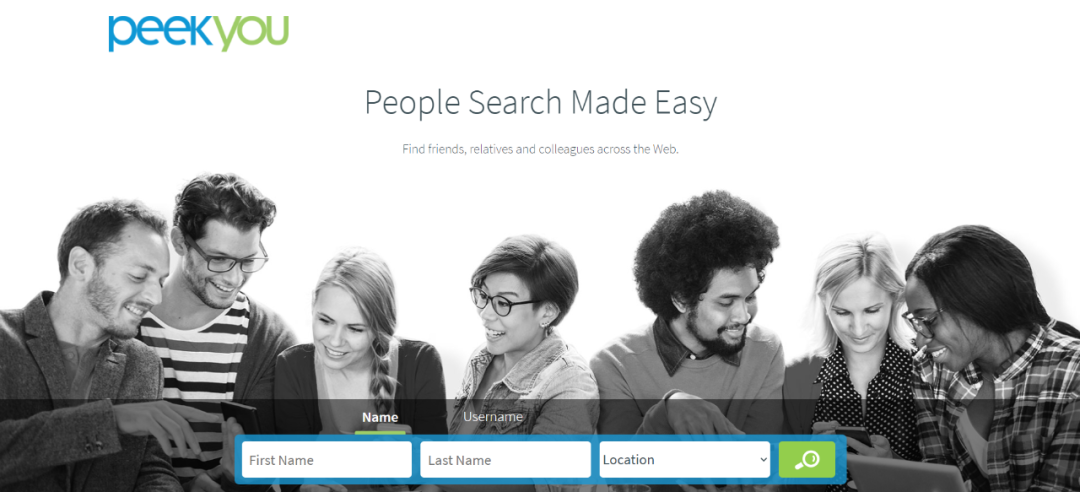 peekyou
People Search Made Easy
Find friends, relatives and colleagues across the Web.
Name Username
First Name Last Name Location